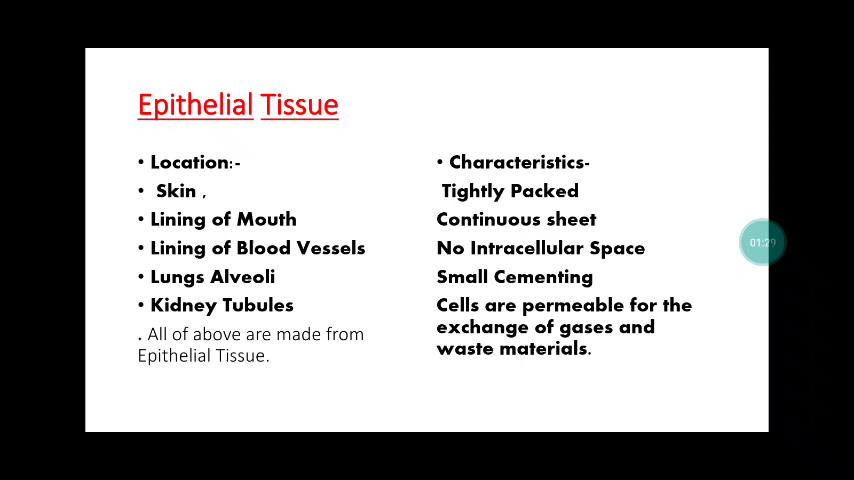 Epithelial Tissue
• Location:-
• Skin ,
• Lining of Mouth
• Lining of Blood Vessels
• Lungs Alveoli
• Kidney Tubules
. All of above are made from
Epithelial Tissue.
• Characteristics-
Tightly Packed
Continuous sheet
No Intracellular Space
Small Cementing
Cells are permeable for the
exchange of gases and
waste materials.
01:29